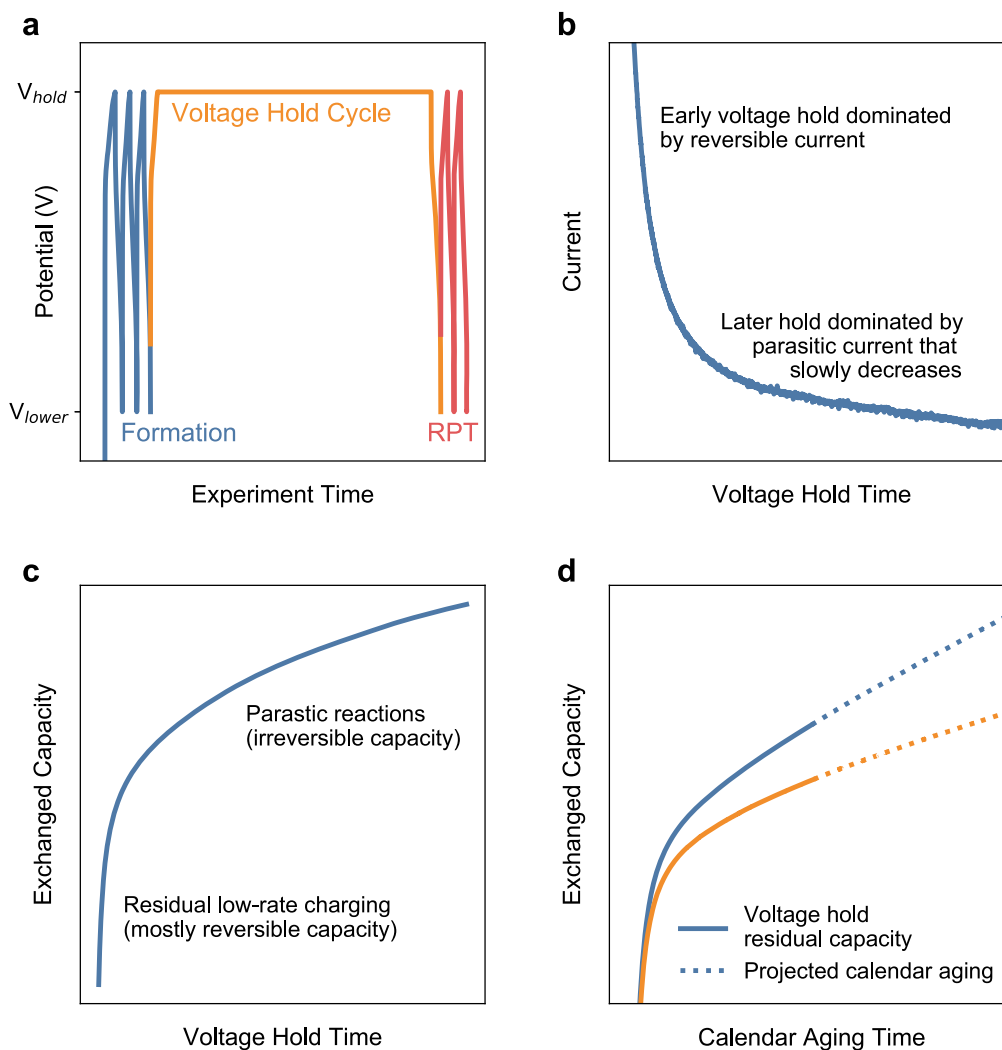 a
V_hold
Voltage Hold Cycle
Potential (V)
V_lower
Formation
RPT
Experiment Time
b
Early voltage hold dominated
by reversible current
Current
Later hold dominated by
parasitic current that
slowly decreases
Voltage Hold Time
c
Exchanged Capacity
Parastic reactions
(irreversible capacity)
Residual low-rate charging
(mostly reversible capacity)
Voltage Hold Time
d
Exchanged Capacity
Voltage hold
residual capacity
Projected calendar aging
Calendar Aging Time